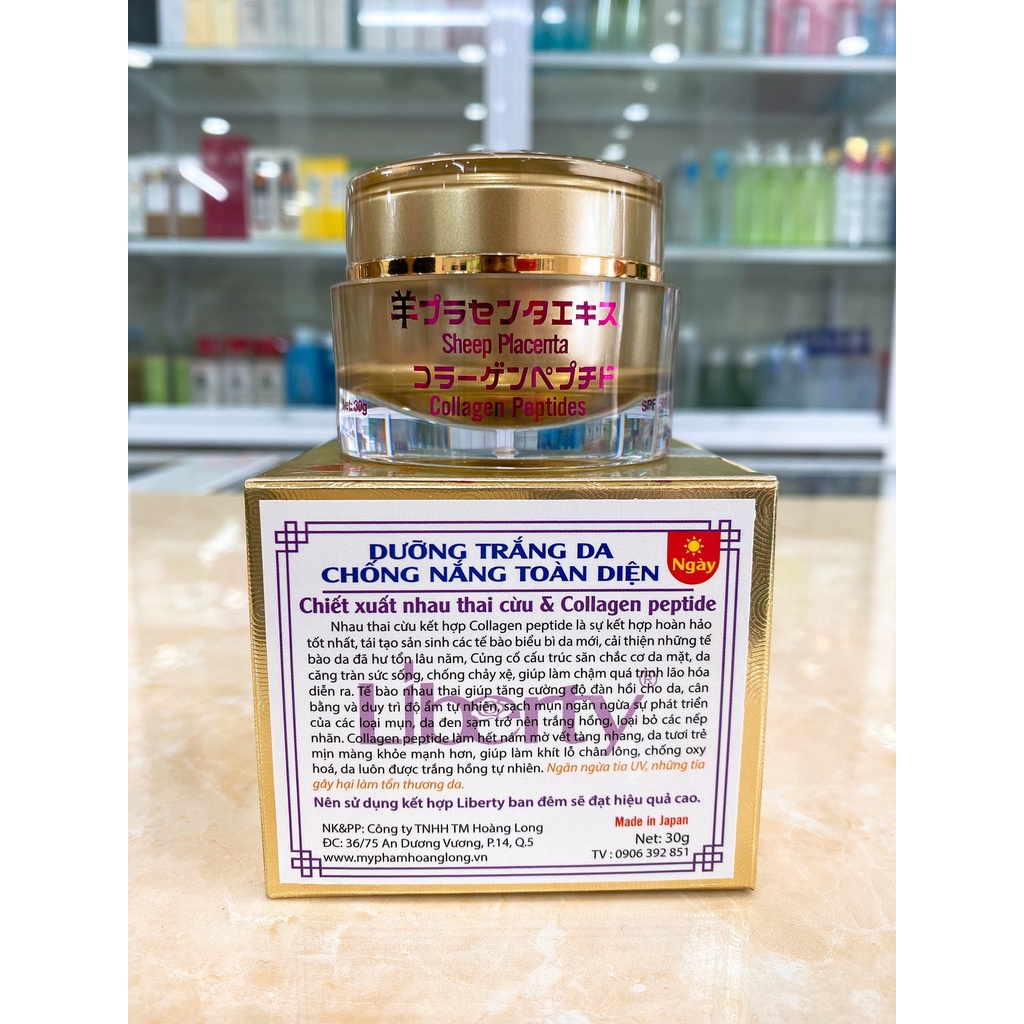 羊プラセンタエキス
Sheep Placenta
コラーゲンペプチド
Collagen Peptides
Net:30g
SPF
DƯỠNG TRẮNG DA
CHỐNG NẮNG TOÀN DIỆN
Ngày
Chiết xuất nhau thai cừu & Collagen peptide
Nhau thai cừu kết hợp Collagen peptide là sự kết hợp hoàn hảo
tốt nhất, tái tạo sản sinh các tế bào biểu bì da mới, cải thiện những tế
bào da đã hư tổn lâu năm, Củng cố cấu trúc săn chắc cơ da mặt, da
căng tràn sức sống, chống chảy xệ, giúp làm chậm quá trình lão hóa
diễn ra. Tế bào nhau thai giúp tăng cường độ đàn hồi cho da, cân
bằng và duy trì độ ẩm tự nhiên, sạch mụn ngăn ngừa sự phát triển
của các loại mụn, da đen sạm trở nên trắng hồng, loại bỏ các nếp
nhăn. Collagen peptide làm hết nám mờ vết tàng nhang, da tươi trẻ
mịn màng khỏe mạnh hơn, giúp làm khít lỗ chân lông, chống oxy
hoá, da luôn được trắng hồng tự nhiên. Ngăn ngừa tia UV, những tia
gây hại làm tổn thương da.
Liberty®
Nên sử dụng kết hợp Liberty ban đêm sẽ đạt hiệu quả cao.
NK&PP: Công ty TNHH TM Hoàng Long
ĐC: 36/75 An Dương Vương, P.14, Q.5
www.myphamhoanglong.vn
Made in Japan
Net: 30g
TV : 0906 392 851